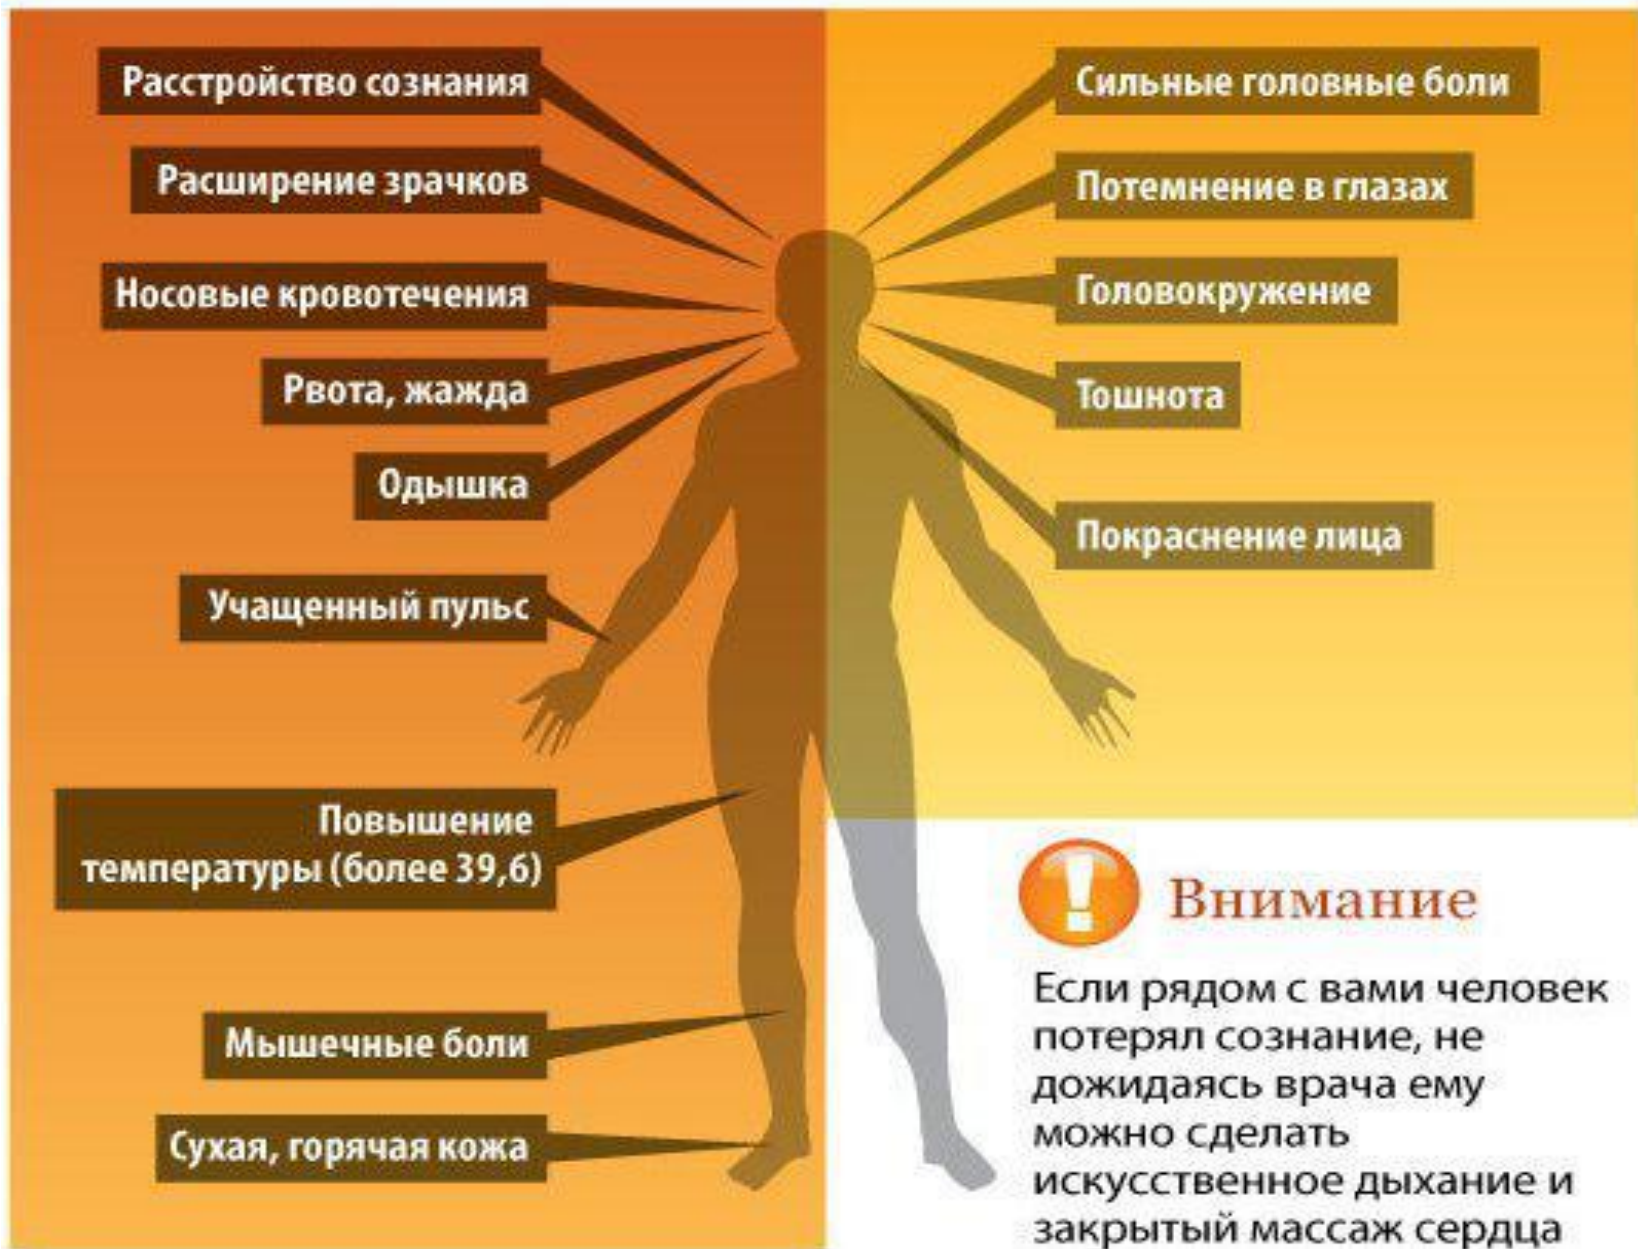 Расстройство сознания
Расширение зрачков
Носовые кровотечения
Рвота, жажда
Одышка
Учащенный пульс
Повышение
температуры (более 39,6)
Мышечные боли
Сухая, горячая кожа
Сильные головные боли
Потемнение в глазах
Головокружение
Тошнота
Покраснение лица
! Внимание
Если рядом с вами человек
потерял сознание, не
дожидаясь врача ему
можно сделать
искусственное дыхание и
закрытый массаж сердца